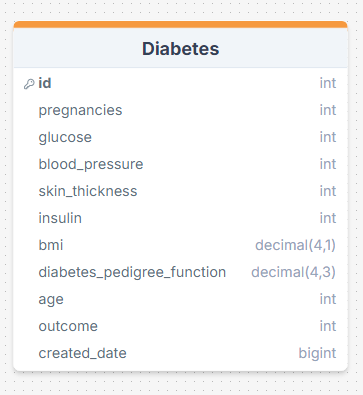 Diabetes
id int
pregnancies int
glucose int
blood_pressure int
skin_thickness int
insulin int
bmi decimal(4,1)
diabetes_pedigree_function decimal(4,3)
age int
outcome int
created_date bigint